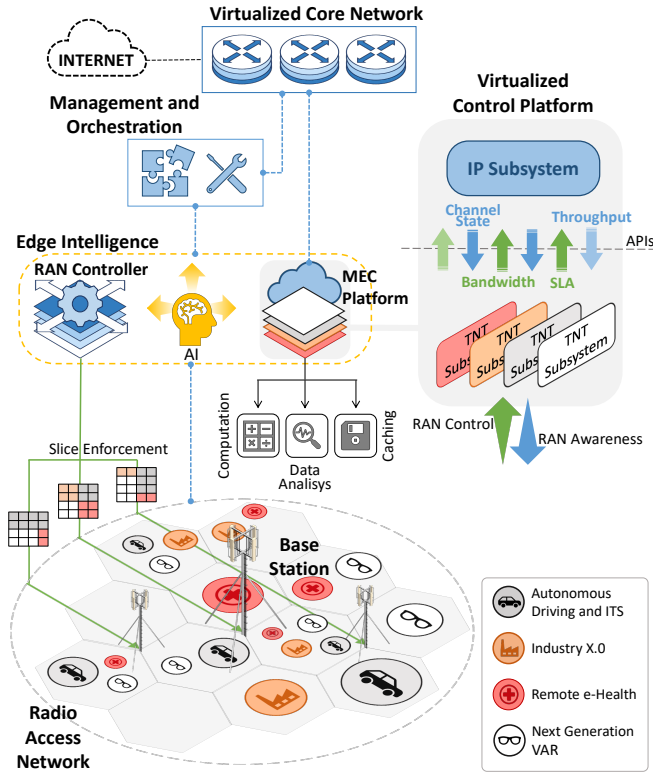 Virtualized Core Network
INTERNET
Management and
Orchestration
Virtualized
Control Platform
IP Subsystem
Channel
State
Throughput
APIs
Bandwidth
SLA
Edge Intelligence
RAN Controller
MEC
Platform
AI
TNT
Subs
TNT
Subs
TNT
Subs
TNT
Subsystem
RAN Control
RAN Awareness
Computation
Data
Analisys
Caching
Slice Enforcement
Base
Station
Radio
Access
Network
Autonomous
Driving and ITS
Industry X.0
Remote e-Health
Next Generation
VAR